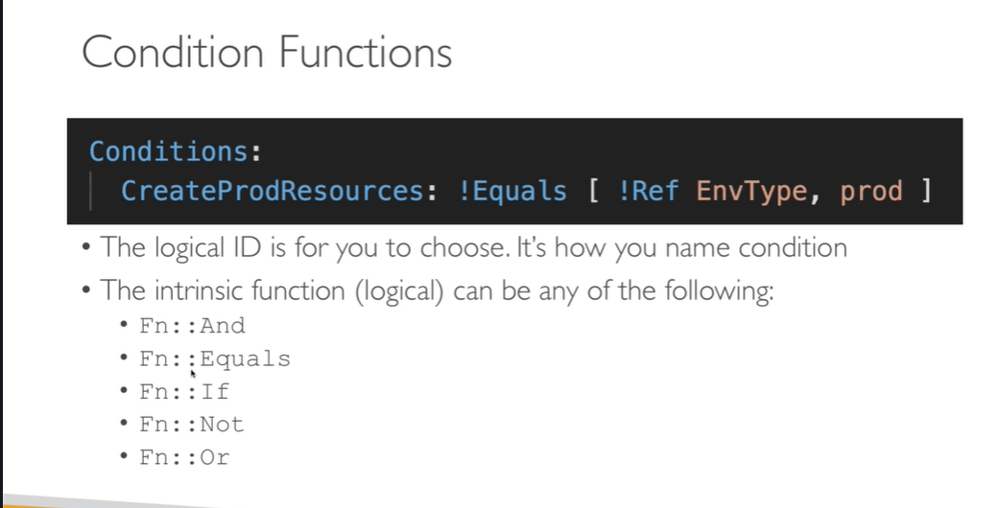 Condition Functions
Conditions:
CreateProdResources: !Equals [ !Ref EnvType, prod ]
• The logical ID is for you to choose. It's how you name condition
• The intrinsic function (logical) can be any of the following:
• Fn::And
• Fn::Equals
• Fn::If
• Fn::Not
• Fn::Or